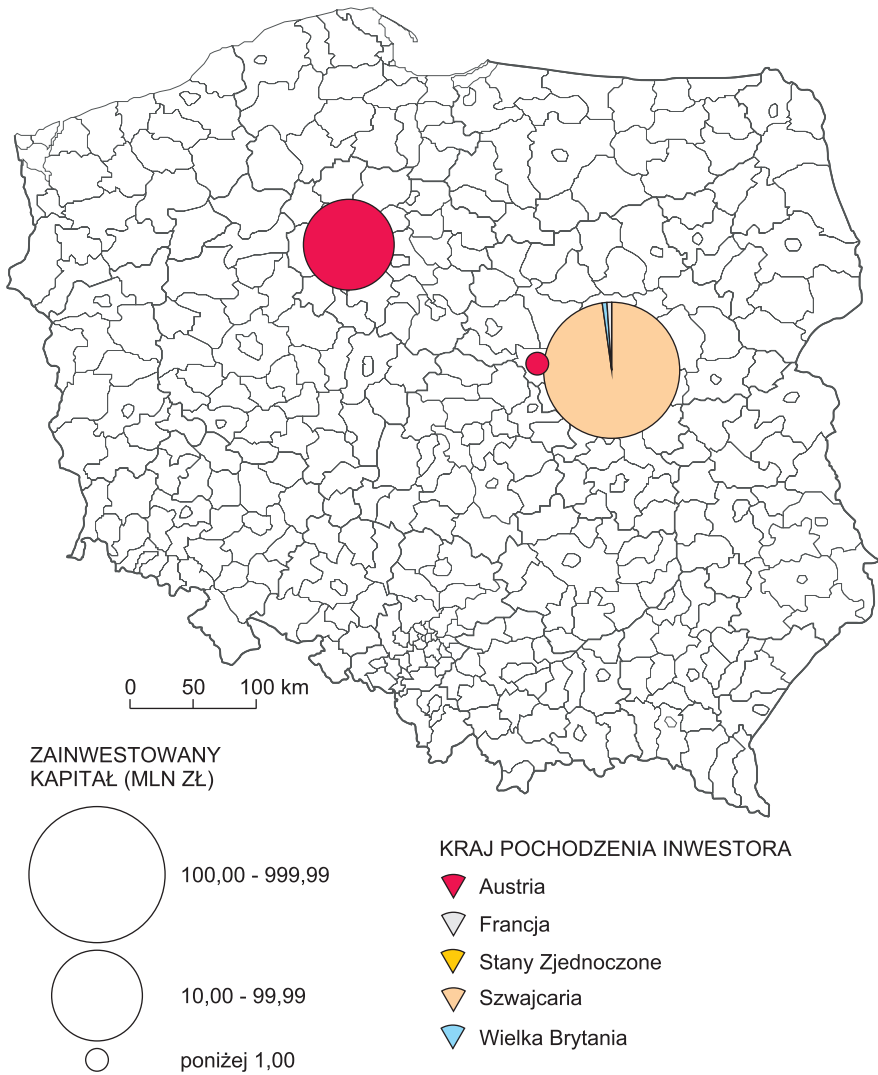 0 50 100 km
ZAINWESTOWANY
KAPITAŁ (MLN ZŁ)
100,00 - 999,99
10,00 - 99,99
poniżej 1,00
KRAJ POCHODZENIA INWESTORA
Austria
Francja
Stany Zjednoczone
Szwajcaria
Wielka Brytania